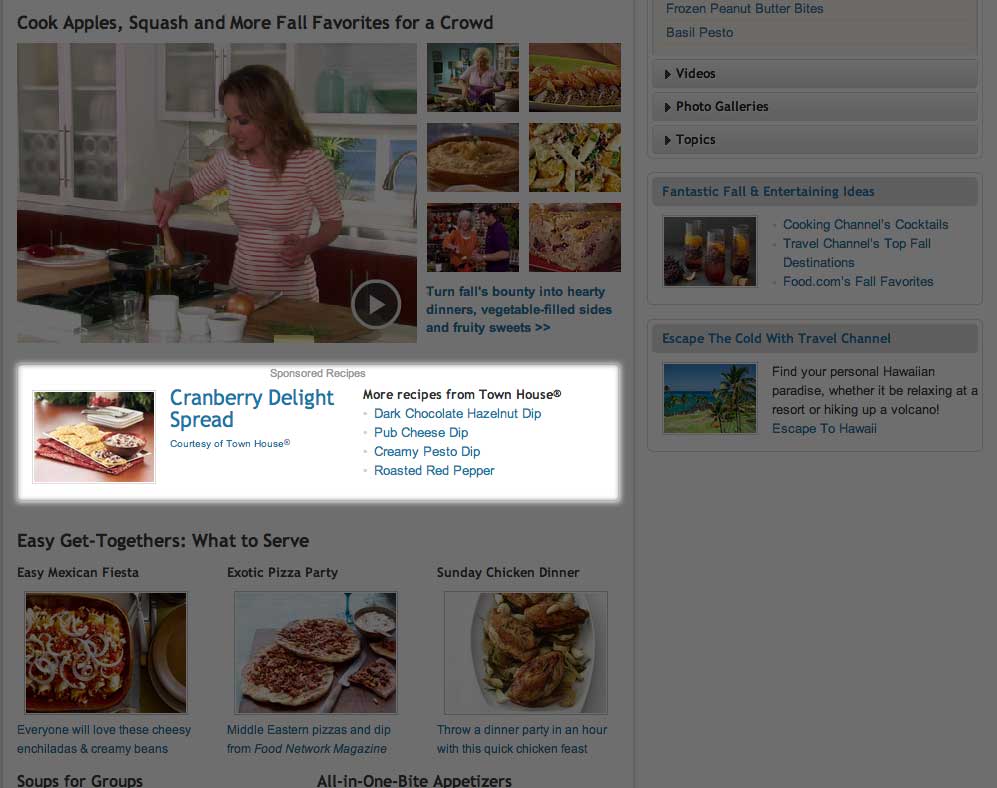 Cook Apples, Squash and More Fall Favorites for a Crowd
Turn fall's bounty into hearty
dinners, vegetable-filled sides
and fruity sweets >>
Sponsored Recipes
Cranberry Delight
Spread
Courtesy of Town House®
More recipes from Town House®
Dark Chocolate Hazelnut Dip
Pub Cheese Dip
Creamy Pesto Dip
Roasted Red Pepper
Easy Get-Togethers: What to Serve
Easy Mexican Fiesta
Everyone will love these cheesy
enchiladas & creamy beans
Exotic Pizza Party
Middle Eastern pizzas and dip
from Food Network Magazine
Sunday Chicken Dinner
Throw a dinner party in an hour
with this quick chicken feast
Soups for Groups
All-in-One-Bite Appetizers
Frozen Peanut Butter Bites
Basil Pesto
Videos
Photo Galleries
Topics
Fantastic Fall & Entertaining Ideas
Cooking Channel's Cocktails
Travel Channel's Top Fall
Destinations
Food.com's Fall Favorites
Escape The Cold With Travel Channel
Find your personal Hawaiian
paradise, whether it be relaxing at a
resort or hiking up a volcano!
Escape To Hawaii